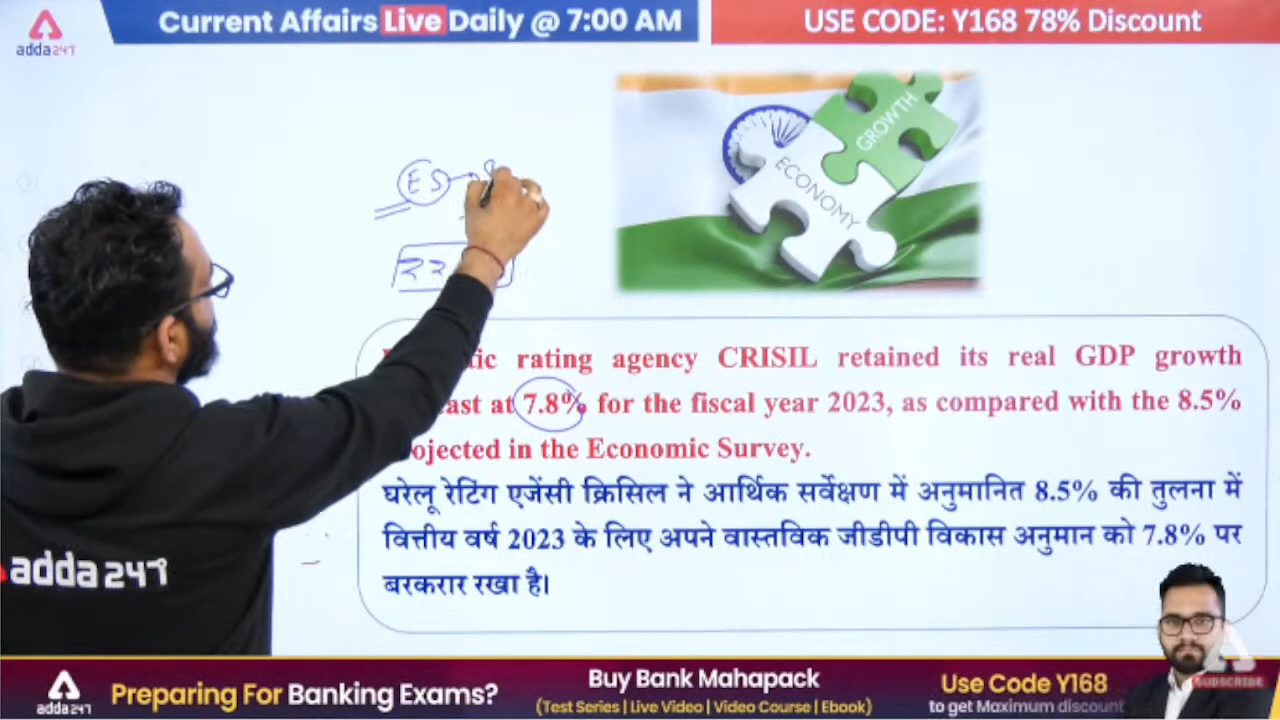 adda247
Current Affairs Live Daily @ 7:00 AM
USE CODE: Y168 78% Discount
GROWTH
ECONOMY
ES
rating agency CRISIL retained its real GDP growth
at 7.8% for the fiscal year 2023, as compared with the 8.5%
in the Economic Survey.
घरेलू रेटिंग एजेंसी क्रिसिल ने आर्थिक सर्वेक्षण में अनुमानित 8.5% की तुलना में
वित्तीय वर्ष 2023 के लिए अपने वास्तविक जीडीपी विकास अनुमान को 7.8% पर
बरकरार रखा है।
adda247
adda247
Preparing For Banking Exams?
Buy Bank Mahapack
(Test Series | Live Video | Video Course | Ebook)
Use Code Y168
to get Maximum discount
SUBSCRIBE